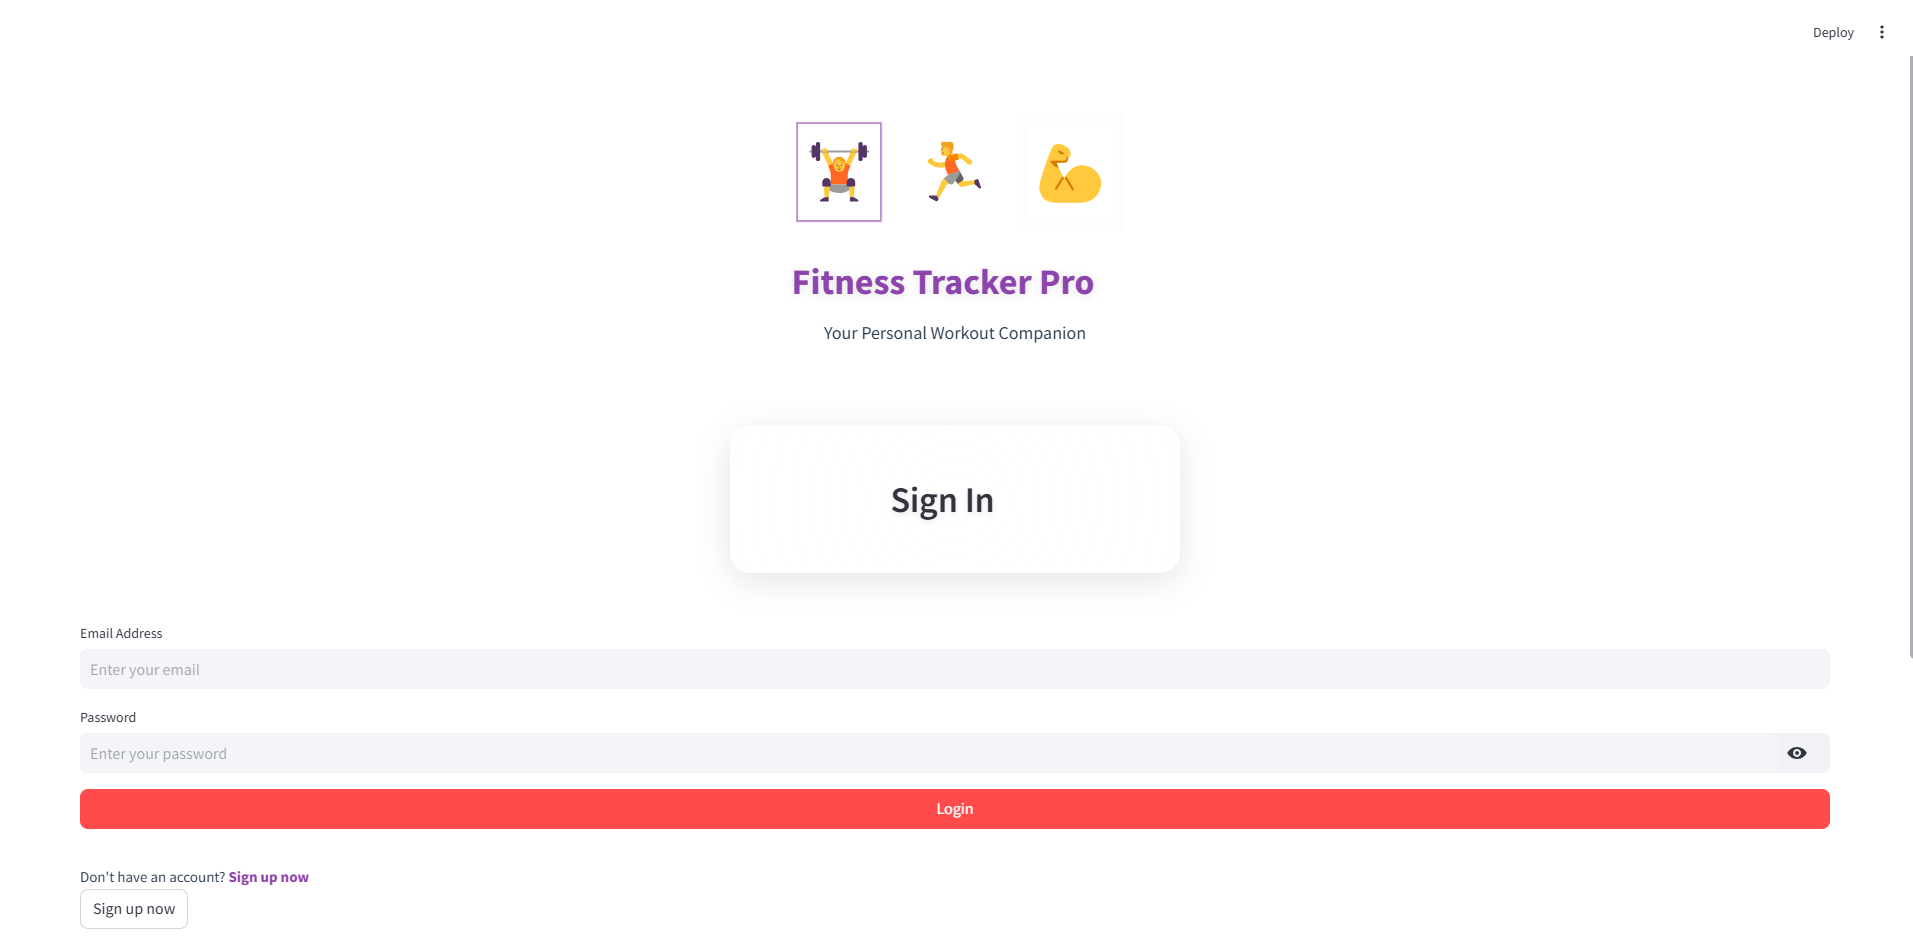 Deploy
Fitness Tracker Pro
Your Personal Workout Companion
Sign In
Email Address
Enter your email
Password
Enter your password
Login
Don't have an account? Sign up now
Sign up now